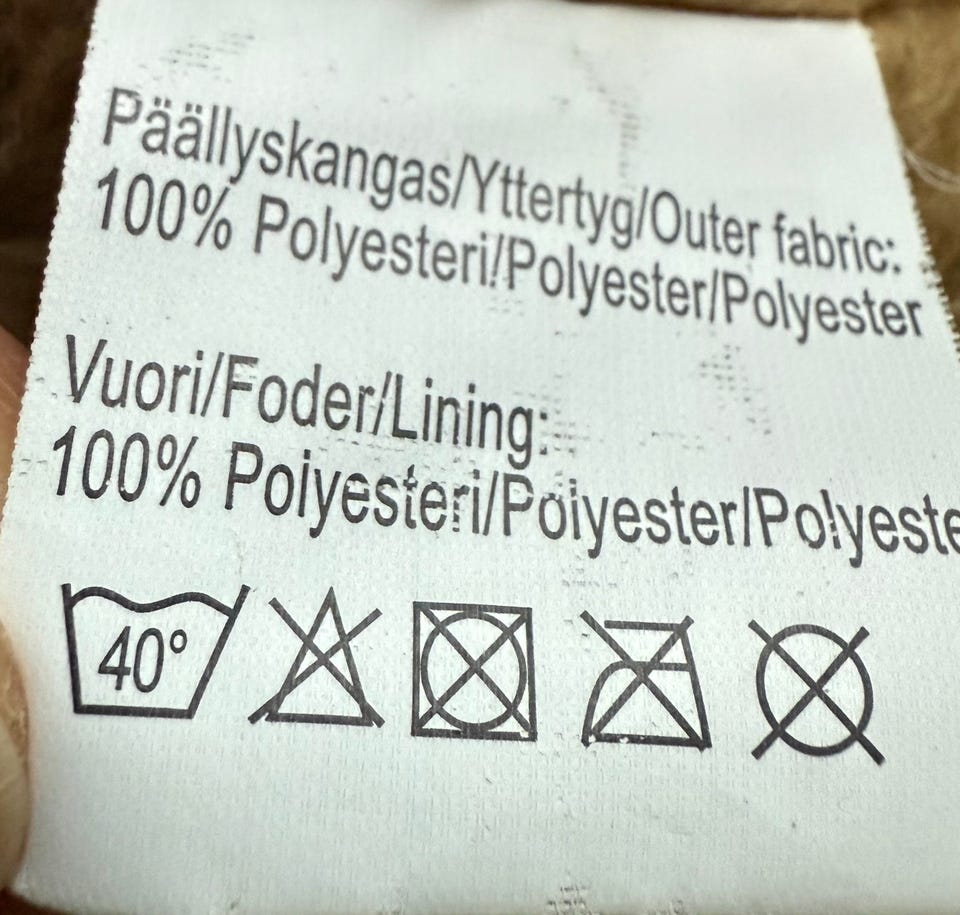 Päällyskangas/Yttertyg/Outer fabric:
100% Polyesteri/Polyester/Polyester
Vuori/Foder/Lining:
100% Polyesteri/Polyester/Polyeste
40°